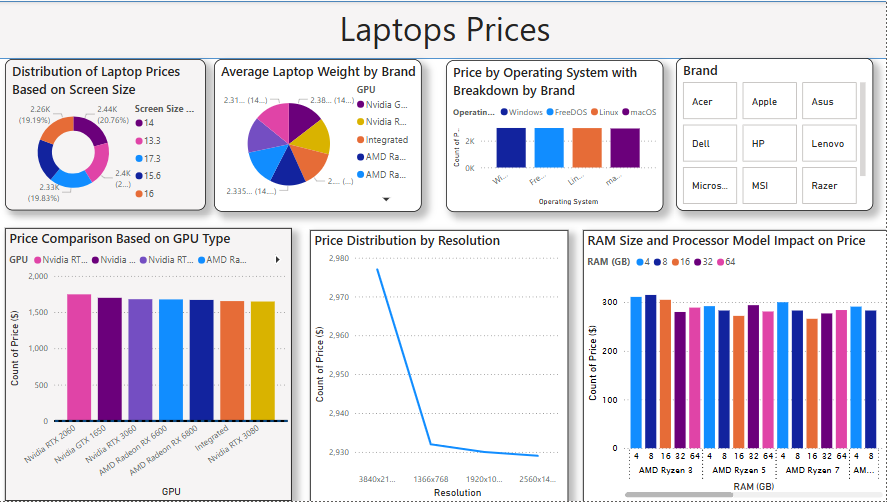 Laptops Prices
Distribution of Laptop Prices
Based on Screen Size
2.26K
(19.19%)
2.44K
(20.76%)
2.4K
(2...)
2.33K
(19.83%)
Screen Size ...
14
13.3
17.3
15.6
16
Average Laptop Weight by Brand
2.31... (14...)
2.38... (14...)
2.... (...)
2.335... (14...)
GPU
Nvidia G...
Nvidia R...
Integrated
AMD Ra...
AMD Ra...
Price by Operating System with
Breakdown by Brand
Operatin... Windows FreeDOS Linux macOS
Count of P...
2K
0K
Wi... Fre... Lin... ma...
Operating System
Brand
Acer Apple Asus
Dell HP Lenovo
Micros... MSI Razer
Price Comparison Based on GPU Type
GPU Nvidia RT... Nvidia ... Nvidia RT... AMD Ra...
Count of Price ($)
2,000
1,500
1,000
500
0
Nvidia RTX 2060 Nvidia GTX 1650 Nvidia RTX 3060 AMD Radeon RX 6600 AMD Radeon RX 6800 Integrated Nvidia RTX 3080
GPU
Price Distribution by Resolution
Count of Price ($)
2,980
2,970
2,960
2,950
2,940
2,930
3840x21... 1366x768 1920x10... 2560x14...
Resolution
RAM Size and Processor Model Impact on Price
RAM (GB) 4 8 16 32 64
Count of Price ($)
300
200
100
0
4 8 16 32 64 4 8 16 32 64 4 8 16 32 64 4 8
AMD Ryzen 3 AMD Ryzen 5 AMD Ryzen 7 AM...
RAM (GB)